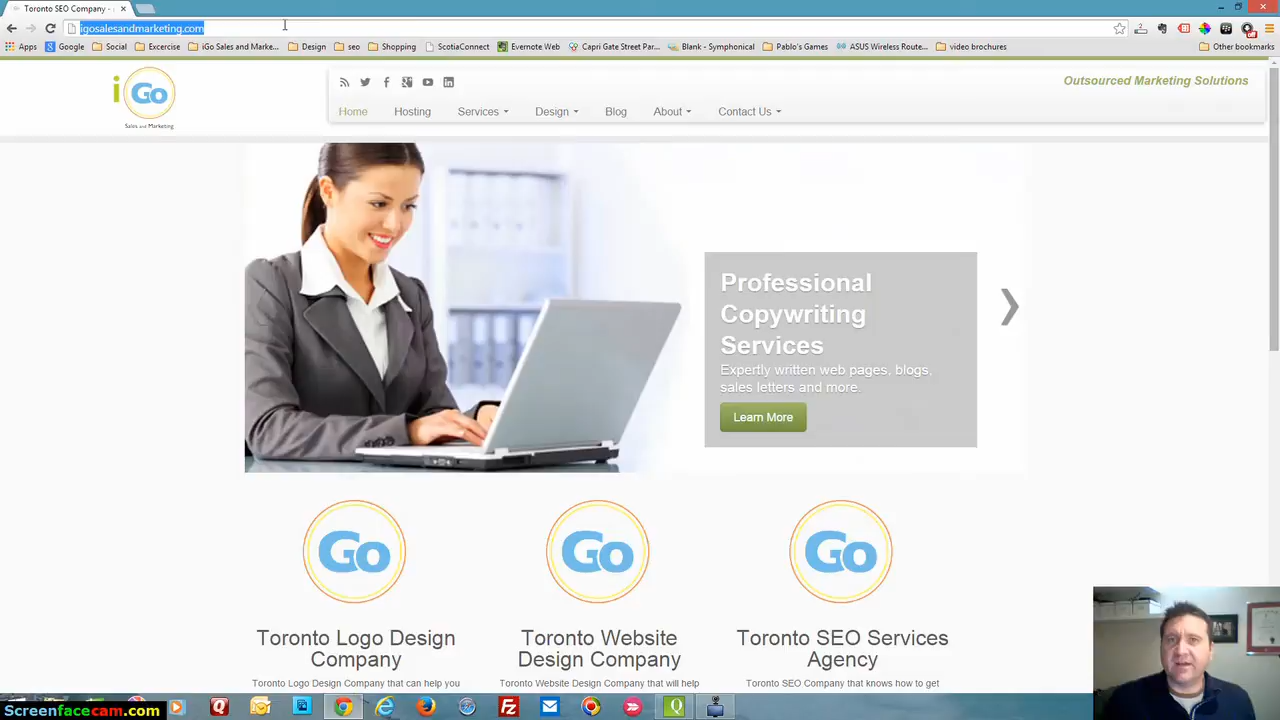 Toronto SEO Company -
igosalesandmarketing.com
Apps Google Social Excercise iGo Sales and Marke... Design seo Shopping ScotiaConnect Evernote Web Capri Gate Street Par... Blank - Symphonical Pablo's Games ASUS Wireless Route... video brochures Other bookmarks
i Go
Sales and Marketing
Outsourced Marketing Solutions
Home Hosting Services Design Blog About Contact Us
Professional
Copywriting
Services
Expertly written web pages, blogs,
sales letters and more.
Learn More
Go Go Go
Toronto Logo Design
Company
Toronto Website
Design Company
Toronto SEO Services
Agency
Toronto Logo Design Company that can help you
Toronto Website Design Company that will help
Toronto SEO Company that knows how to get
Screenfacecam.com